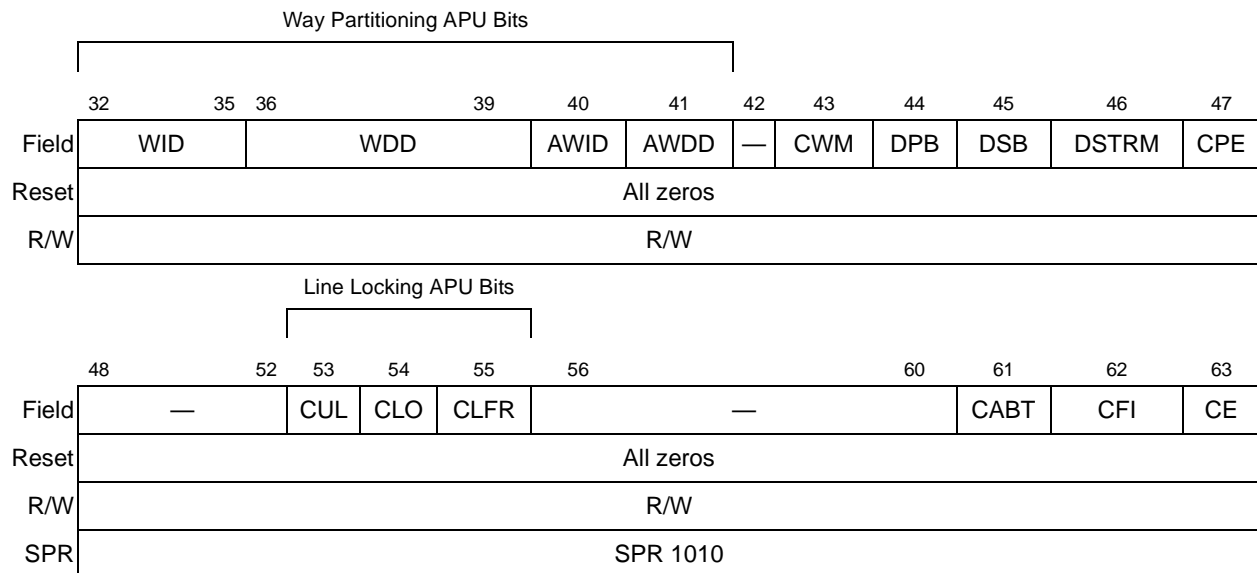 Way Partitioning APU Bits
32 35 36 39 40 41 42 43 44 45 46 47
Field WID WDD AWID AWDD — CWM DPB DSB DSTRM CPE
Reset All zeros
R/W R/W
Line Locking APU Bits
48 52 53 54 55 56 60 61 62 63
Field — CUL CLO CLFR — CABT CFI CE
Reset All zeros
R/W R/W
SPR SPR 1010